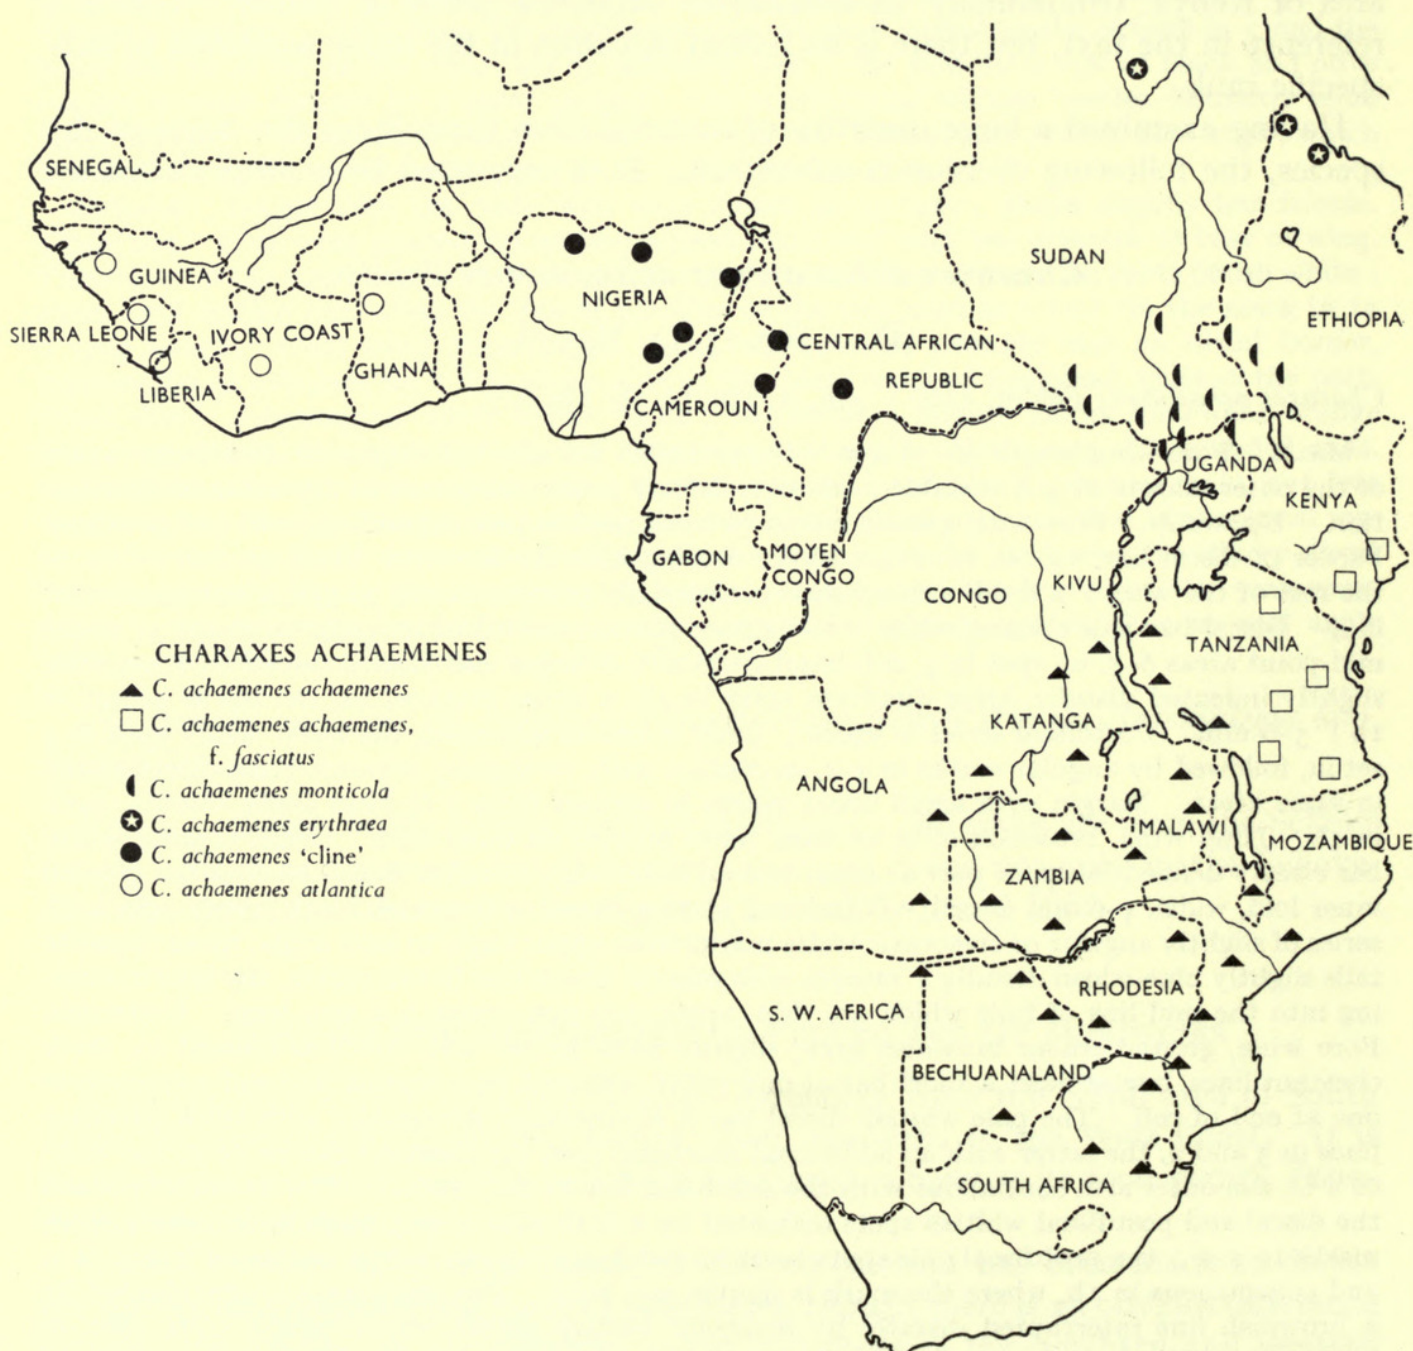 SENEGAL
GUINEA
SUDAN
NIGERIA
ETHIOPIA
SIERRA LEONE
IVORY COAST
CENTRAL AFRICAN
REPUBLIC
GHANA
LIBERIA
CAMEROUN
UGANDA
KENYA
GABON
MOYEN
CONGO
CONGO
KIVU
TANZANIA
KATANGA
ANGOLA
MALAWI
MOZAMBIQUE
ZAMBIA
RHODESIA
S. W. AFRICA
BECHUANALAND
SOUTH AFRICA
CHARAXES ACHAEMENES
C. achaemenes achaemenes
C. achaemenes achaemenes,
f. fasciatus
C. achaemenes monticola
C. achaemenes erythraea
C. achaemenes 'cline'
C. achaemenes atlantica